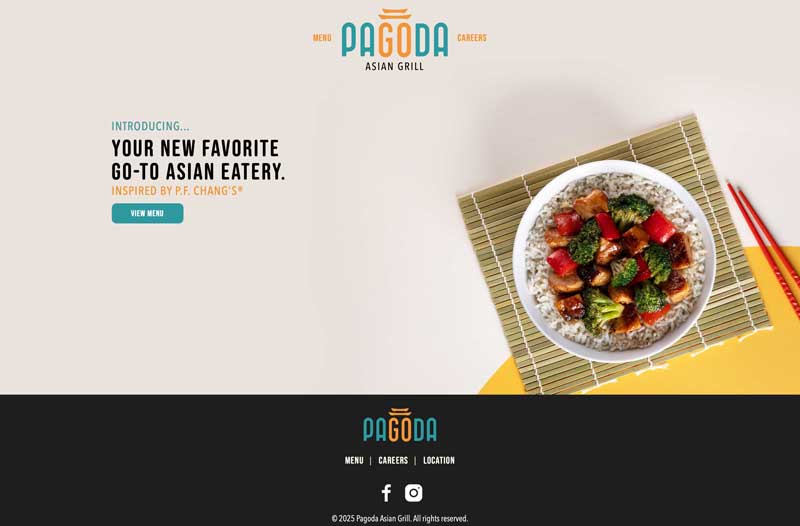 MENU
PAGODA
CAREERS
ASIAN GRILL
INTRODUCING...
YOUR NEW FAVORITE
GO-TO ASIAN EATERY.
INSPIRED BY P.F. CHANG'S®
VIEW MENU
PAGODA
MENU | CAREERS | LOCATION
© 2025 Pagoda Asian Grill. All rights reserved.